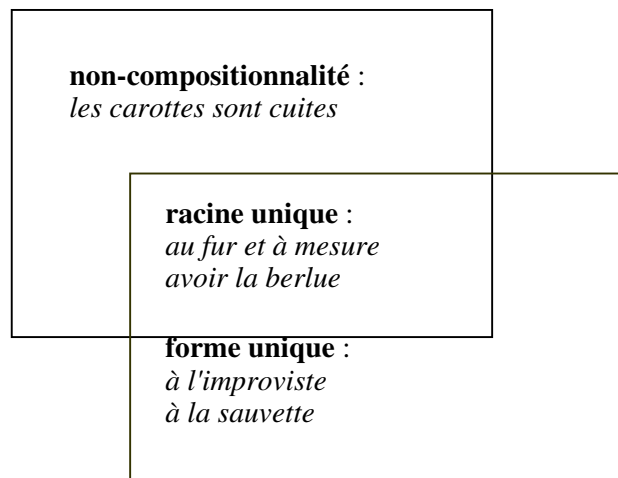 non-compositionnalité :
les carottes sont cuites
racine unique :
au fur et à mesure
avoir la berlue
forme unique :
à l'improviste
à la sauvette